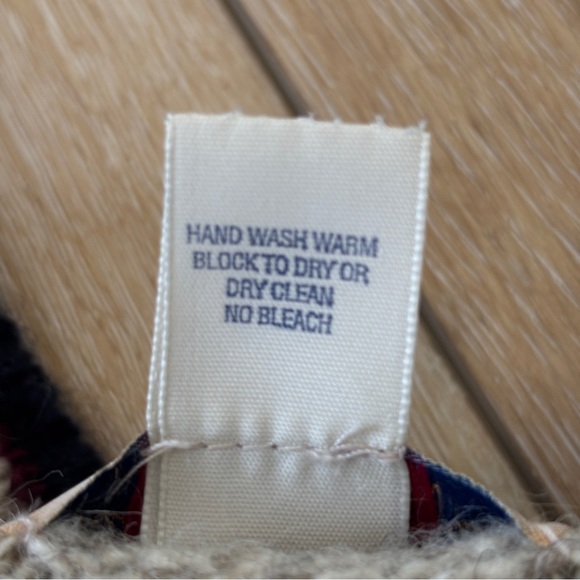 HAND WASH WARM
BLOCK TO DRY OR
DRY CLEAN
NO BLEACH